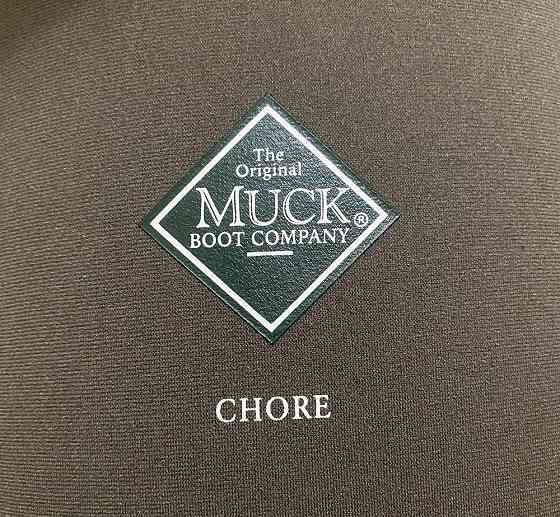 The
Original
MUCK®
BOOT COMPANY
CHORE